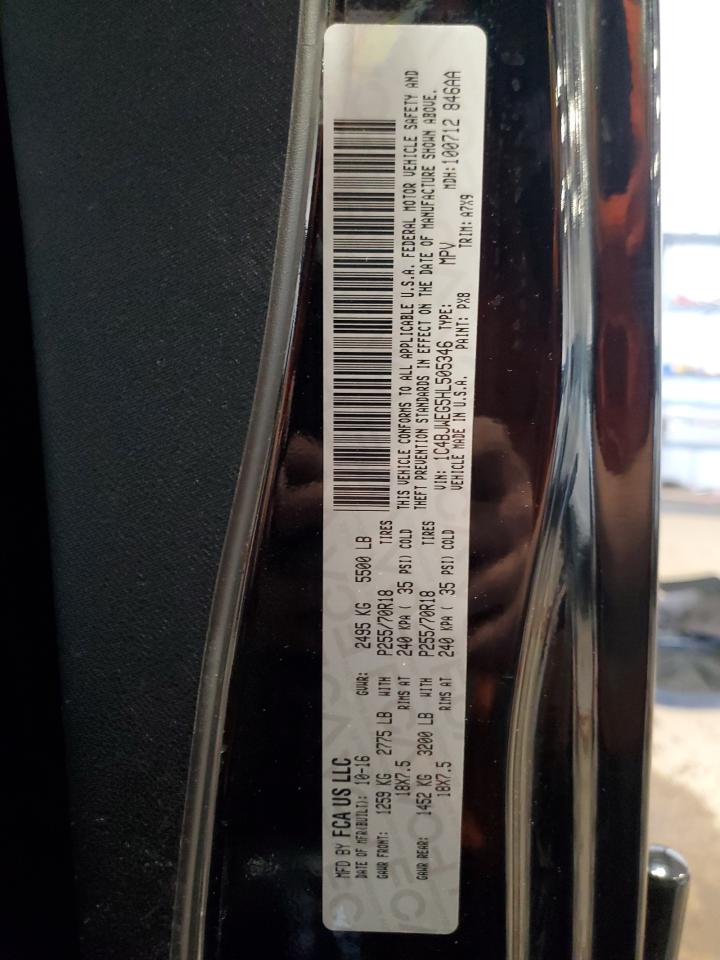 MFD BY FCA US LLC
DATE OF MFR(BUILT): 10-16 GVWR: 2495 KG 5500 LB
GAWR FRONT: 1259 KG 2775 LB WITH P255/70R18 TIRES
18X7.5 RIMS AT 240 KPA ( 35 PSI) COLD
GAWR REAR: 1452 KG 3200 LB WITH P255/70R18 TIRES
18X7.5 RIMS AT 240 KPA ( 35 PSI) COLD
THIS VEHICLE CONFORMS TO ALL APPLICABLE U.S.A. FEDERAL MOTOR VEHICLE SAFETY AND
THEFT PREVENTION STANDARDS IN EFFECT ON THE DATE OF MANUFACTURE SHOWN ABOVE.
VIN: 1C4BJWEG5HL505346 TYPE: MPV MDH:100712 846AA
VEHICLE MADE IN U.S.A. PAINT: PX8 TRIM: A7X9